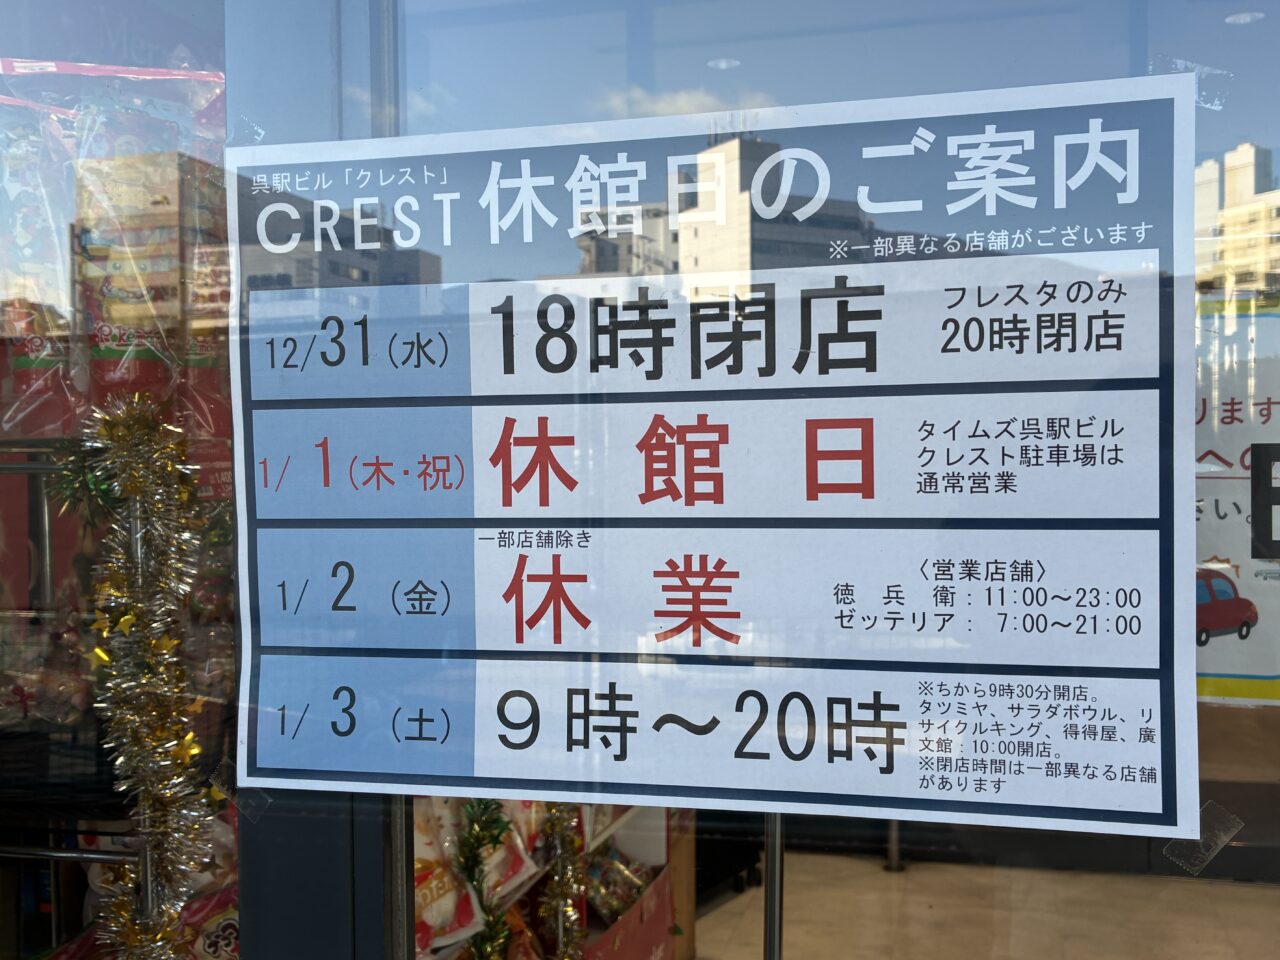 呉駅ビル「クレスト」
CREST 休館日のご案内
※一部異なる店舗がございます
12/31(水) 18時閉店 フレスタのみ
20時閉店
1/1(木・祝) 休館日 タイムズ呉駅ビル
クレスト駐車場は
通常営業
一部店舗除き
1/2(金) 休業 〈営業店舗〉
徳兵衛:11:00〜23:00
ゼッテリア: 7:00〜21:00
1/3(土) 9時〜20時 ※ちから9時30分開店。
タツミヤ、サラダボウル、リ
サイクルキング、得得屋、廣
文館:10:00開店。
※閉店時間は一部異なる店舗
があります
ります
への
さい。